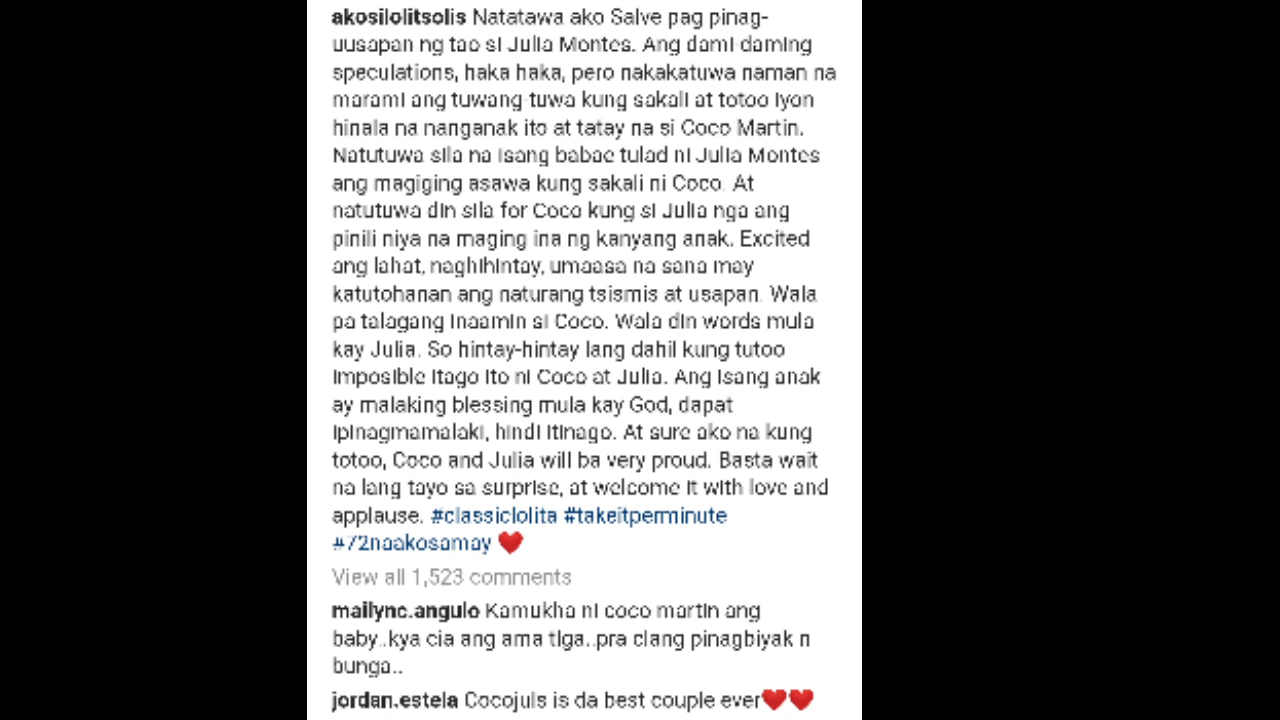 akosilolitsolis Natatawa ako Salve pag pinag-
uusapan ng tao si Julia Montes. Ang dami-daming
speculations, haka haka, pero nakakatuwa naman na
marami ang tuwang-tuwa kung sakali at totoo iyon
hinala na nanganak ito at tatay na si Coco Martin.
Natutuwa sila na isang babae tulad ni Julia Montes
ang magiging asawa kung sakali ni Coco. At
natutuwa din sila for Coco kung si Julia nga ang
pinili niya na maging ina ng kanyang anak. Excited
ang lahat, naghihintay, umaasa na sana may
katutohanan ang naturang tsismis at usapan. Wala
pa talagang inaamin si Coco. Wala din words mula
kay Julia. So hintay-hintay lang dahil kung tutoo
imposible itago ito ni Coco at Julia. Ang isang anak
ay malaking blessing mula kay God, dapat
ipinagmamalaki, hindi itinago. At sure ako na kung
totoo, Coco and Julia will ba very proud. Basta wait
na lang tayo sa surprise, at welcome it with love and
applause. #classiclolita #takeitperminute
#72naakosamay ❤️
View all 1,523 comments
mailync.angulo Kamukha ni coco martin ang
baby..kya cia ang ama tlga..pra clang pinagbiyak n
bunga..
jordan.estela Cocojuls is da best couple ever❤️❤️